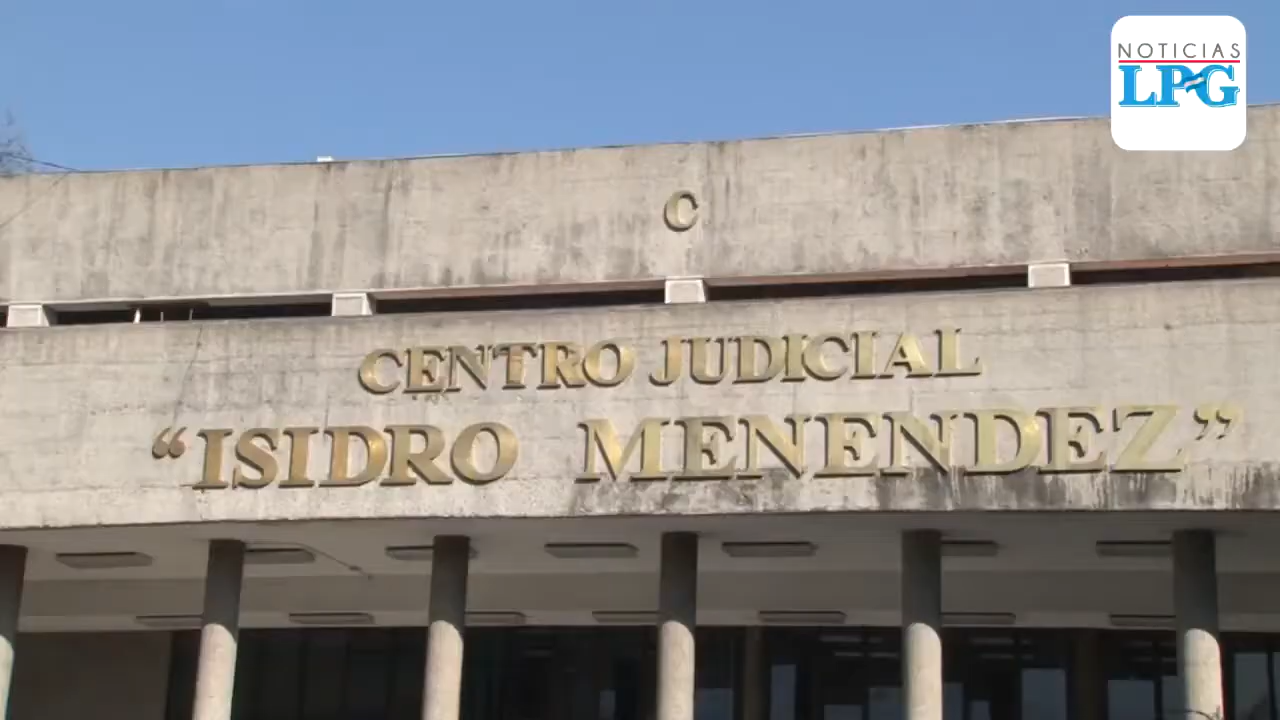 NOTICIAS
LPG
C
CENTRO JUDICIAL
“ISIDRO MENENDEZ”